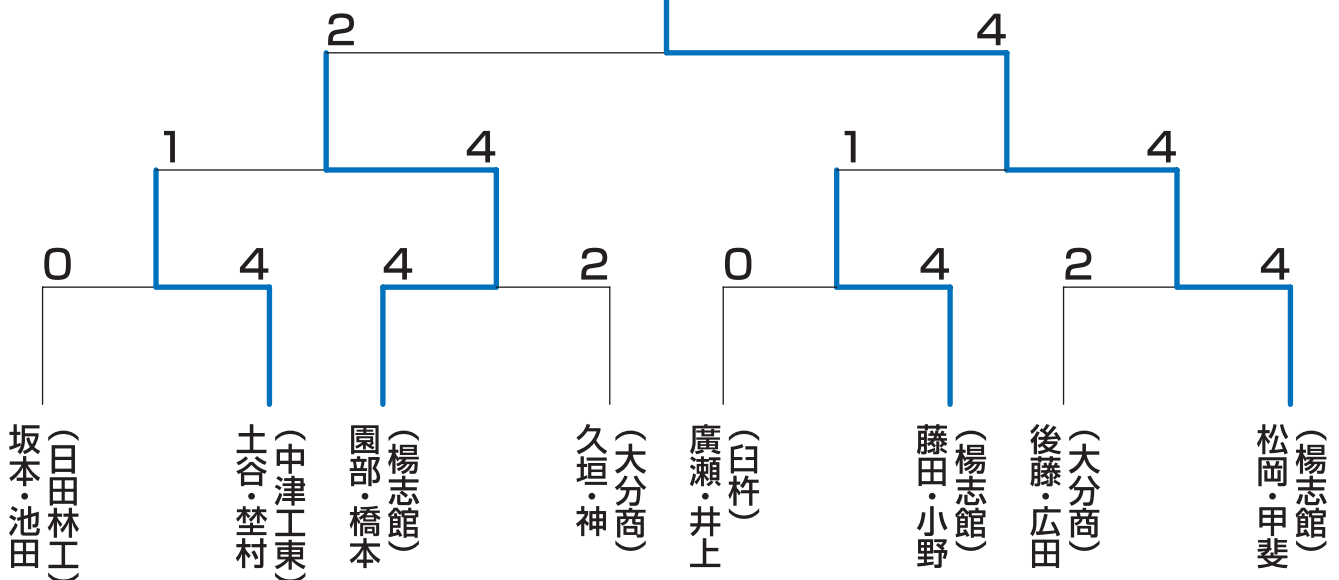 2
4
1
4
1
4
0
4
4
2
0
4
2
4
坂本・池田
(日田林工)
土谷・埜村
(中津工東)
園部・橋本
(楊志館)
久垣・神
(大分商)
廣瀬・井上
(臼杵)
藤田・小野
(楊志館)
後藤・広田
(大分商)
松岡・甲斐
(楊志館)